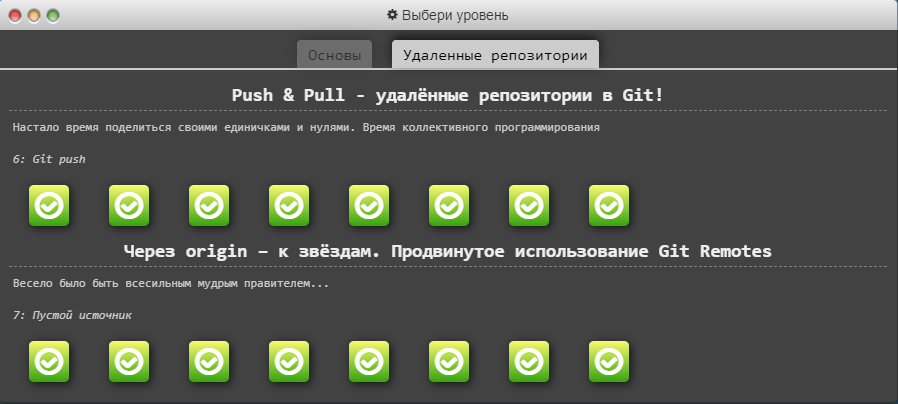 Выбери уровень
Основы
Удаленные репозитории
Push & Pull - удалённые репозитории в Git!
Настало время поделиться своими единичками и нулями. Время коллективного программирования
6: Git push
Через origin – к звёздам. Продвинутое использование Git Remotes
Весело было быть всесильным мудрым правителем...
7: Пустой источник